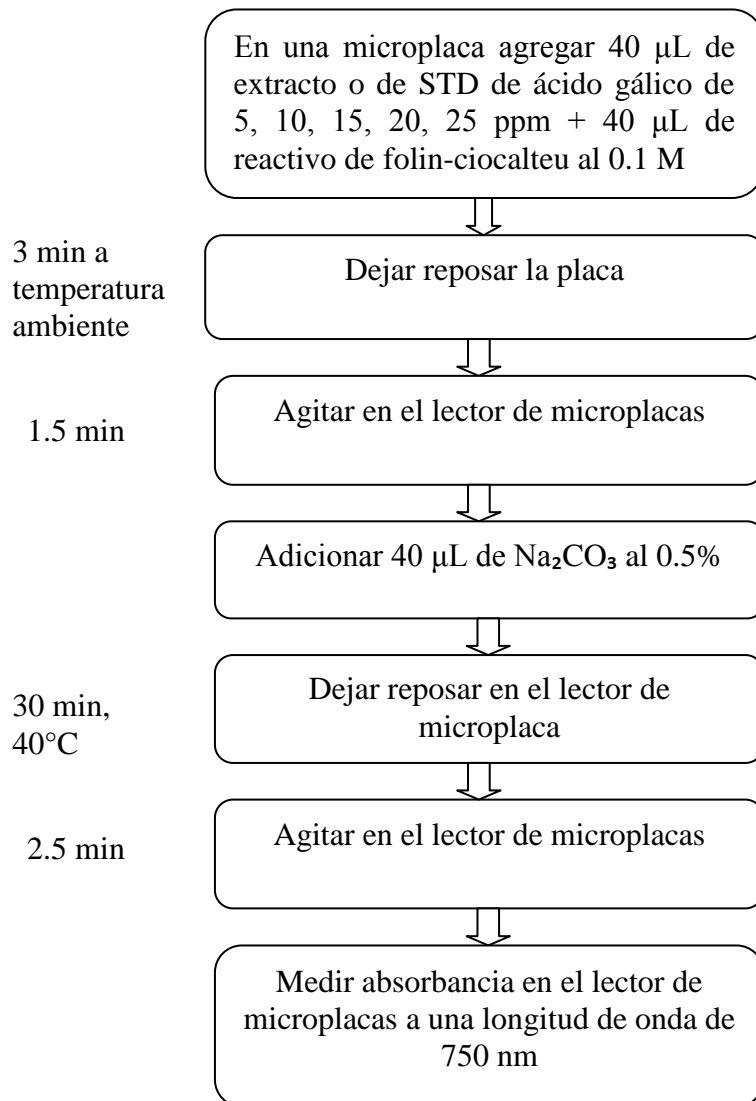 En una microplaca agregar 40 μL de
extracto o de STD de ácido gálico de
5, 10, 15, 20, 25 ppm + 40 μL de
reactivo de folin-ciocalteu al 0.1 M
3 min a
temperatura
ambiente
Dejar reposar la placa
1.5 min
Agitar en el lector de microplacas
Adicionar 40 μL de Na₂CO₃ al 0.5%
30 min,
40°C
Dejar reposar en el lector de
microplaca
2.5 min
Agitar en el lector de microplacas
Medir absorbancia en el lector de
microplacas a una longitud de onda de
750 nm